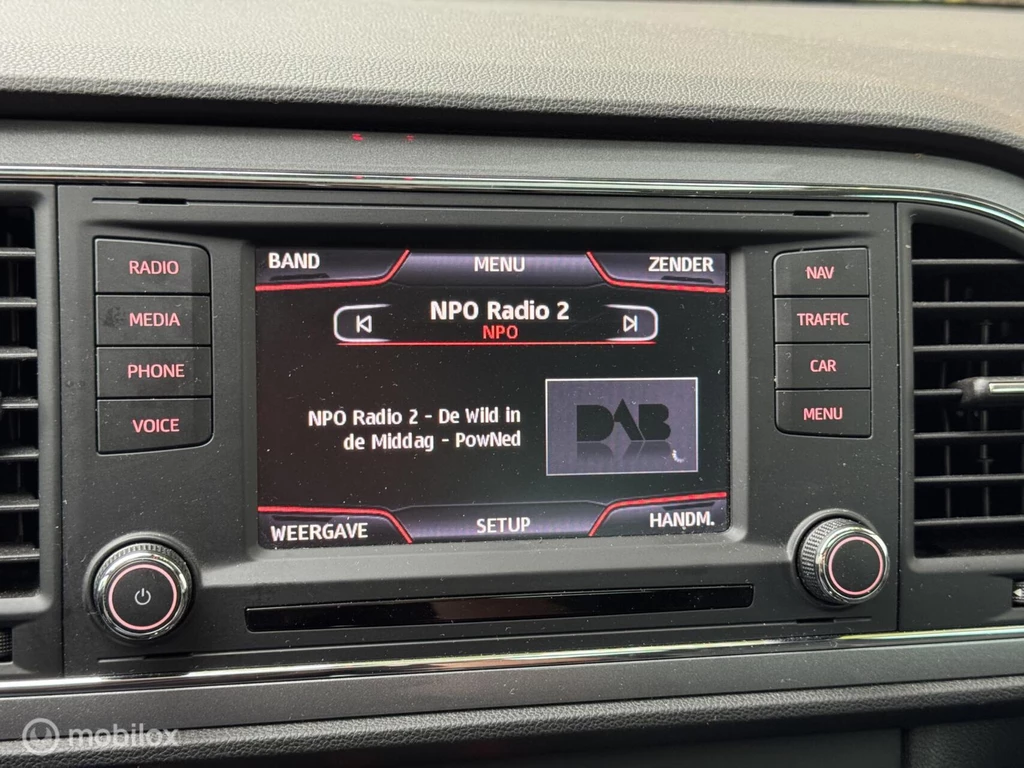 BAND MENU ZENDER
NPO Radio 2
NPO
NPO Radio 2 - De Wild in
de Middag - PowNed
DAB
WEERGAVE SETUP HANDM.
RADIO
MEDIA
PHONE
VOICE
NAV
TRAFFIC
CAR
MENU
mobilox